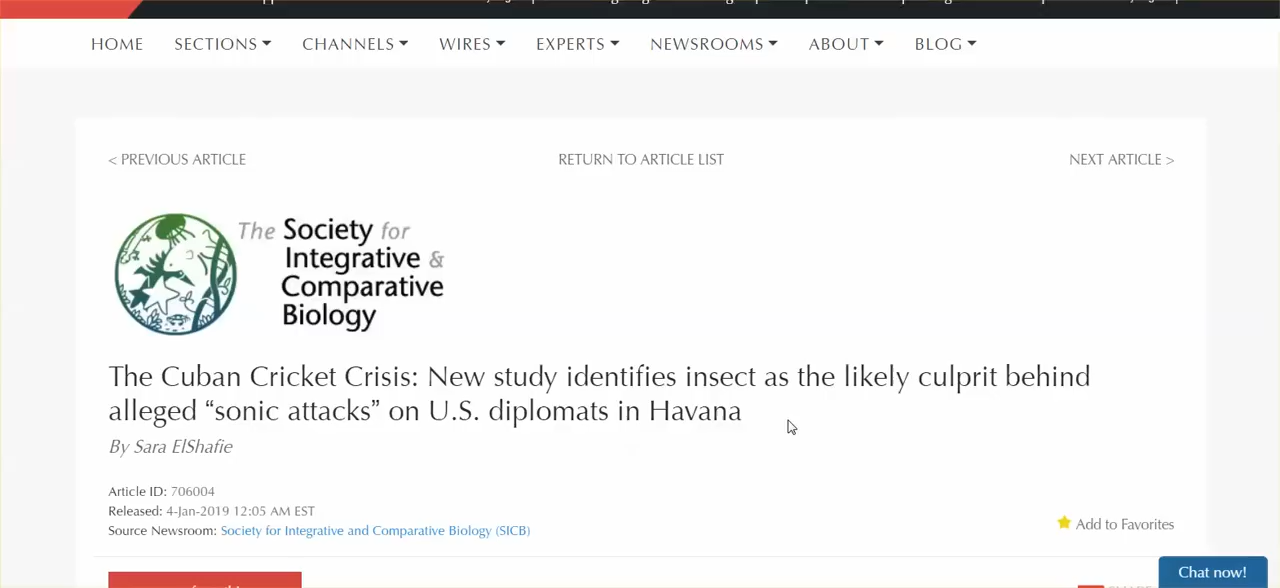 HOME SECTIONS CHANNELS WIRES EXPERTS NEWSROOMS ABOUT BLOG
< PREVIOUS ARTICLE RETURN TO ARTICLE LIST NEXT ARTICLE >
The Society for
Integrative &
Comparative
Biology
The Cuban Cricket Crisis: New study identifies insect as the likely culprit behind
alleged “sonic attacks” on U.S. diplomats in Havana
By Sara ElShafie
Article ID: 706004
Released: 4-Jan-2019 12:05 AM EST
Source Newsroom: Society for Integrative and Comparative Biology (SICB)
Add to Favorites
Chat now!